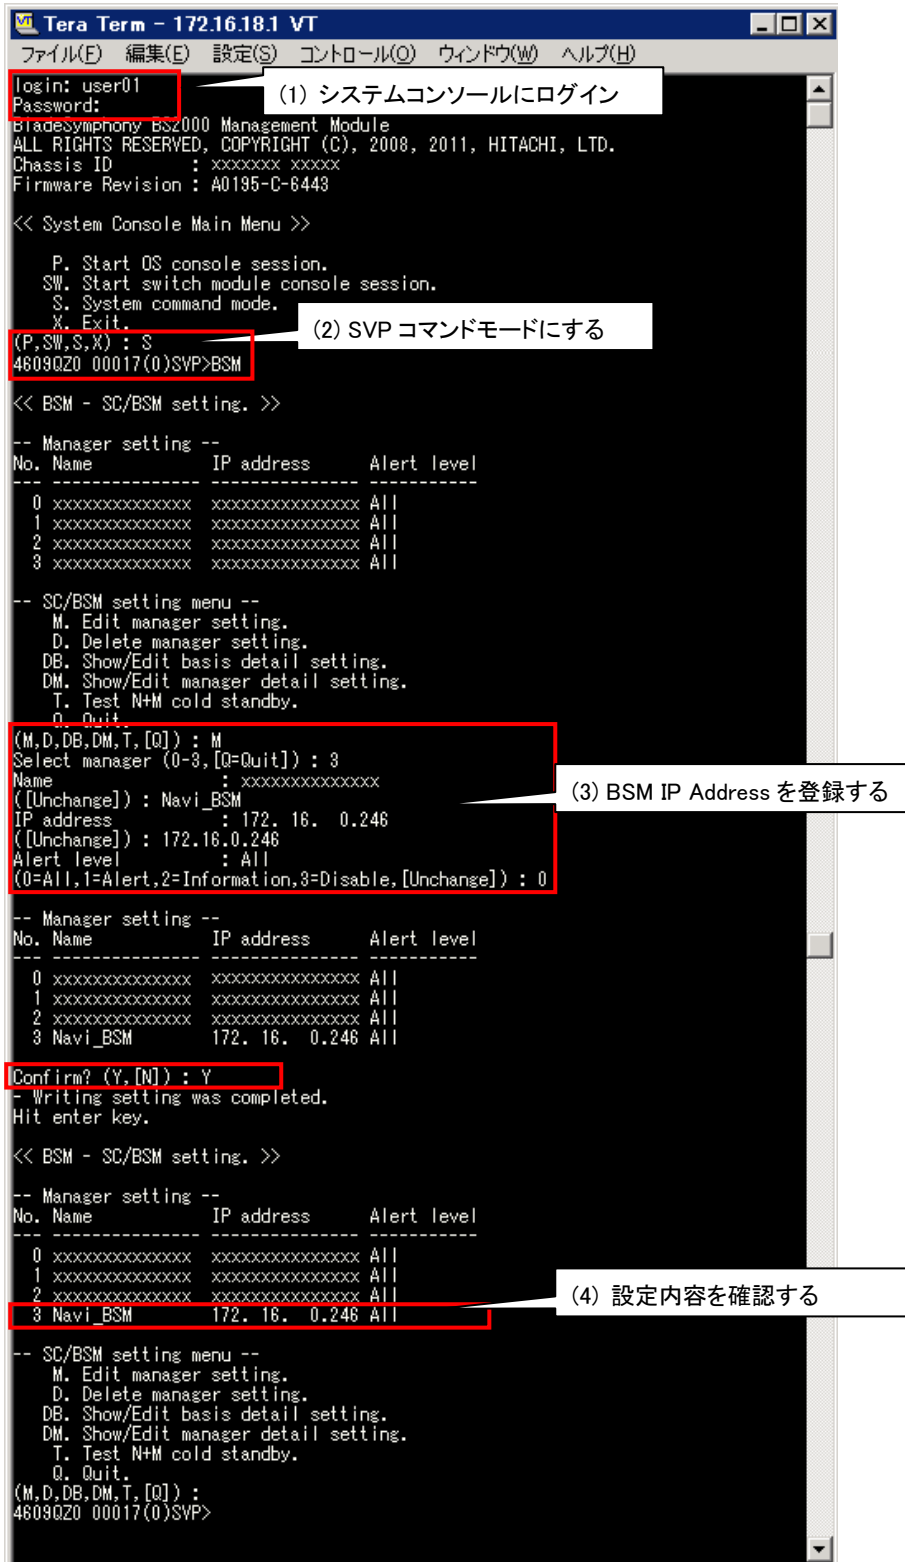 Tera Term - 172.16.18.1 VT
ファイル(F) 編集(E) 設定(S) コントロール(O) ウィンドウ(W) ヘルプ(H)
login: user01
(1) システムコンソールにログイン
Password:
BladeSymphony BS2000 Management Module
ALL RIGHTS RESERVED, COPYRIGHT (C), 2008, 2011, HITACHI, LTD.
Chassis ID : xxxxxxxx xxxxx
Firmware Revision : A0195-C-6443
<< System Console Main Menu >>
P. Start OS console session.
SW. Start switch module console session.
S. System command mode.
X. Exit.
(2) SVP コマンドモードにする
(P,SW,S,X) : S
4609QZ0 00017(0)SVP>BSM
<< BSM - SC/BSM setting. >>
-- Manager setting --
No. Name IP address Alert level
--- --------------- --------------- -----------
0 xxxxxxxxxxxxxx xxxxxxxxxxxxxxx All
1 xxxxxxxxxxxxxx xxxxxxxxxxxxxxx All
2 xxxxxxxxxxxxxx xxxxxxxxxxxxxxx All
3 xxxxxxxxxxxxxx xxxxxxxxxxxxxxx All
-- SC/BSM setting menu --
M. Edit manager setting.
D. Delete manager setting.
DB. Show/Edit basis detail setting.
DM. Show/Edit manager detail setting.
T. Test N+M cold standby.
Q. Quit.
(M,D,DB,DM,T,[Q]) : M
Select manager (0-3,[Q=Quit]) : 3
Name : xxxxxxxxxxxxxx
(3) BSM IP Address を登録する
([Unchange]) : Navi_BSM
IP address : 172. 16. 0.246
([Unchange]) : 172.16.0.246
Alert level : All
(0=All,1=Alert,2=Information,3=Disable,[Unchange]) : 0
-- Manager setting --
No. Name IP address Alert level
--- --------------- --------------- -----------
0 xxxxxxxxxxxxxx xxxxxxxxxxxxxxx All
1 xxxxxxxxxxxxxx xxxxxxxxxxxxxxx All
2 xxxxxxxxxxxxxx xxxxxxxxxxxxxxx All
3 Navi_BSM 172. 16. 0.246 All
Confirm? (Y,[N]) : Y
- Writing setting was completed.
Hit enter key.
<< BSM - SC/BSM setting. >>
-- Manager setting --
No. Name IP address Alert level
--- --------------- --------------- -----------
0 xxxxxxxxxxxxxx xxxxxxxxxxxxxxx All
1 xxxxxxxxxxxxxx xxxxxxxxxxxxxxx All
2 xxxxxxxxxxxxxx xxxxxxxxxxxxxxx All
(4) 設定内容を確認する
3 Navi_BSM 172. 16. 0.246 All
-- SC/BSM setting menu --
M. Edit manager setting.
D. Delete manager setting.
DB. Show/Edit basis detail setting.
DM. Show/Edit manager detail setting.
T. Test N+M cold standby.
Q. Quit.
(M,D,DB,DM,T,[Q]) :
4609QZ0 00017(0)SVP>